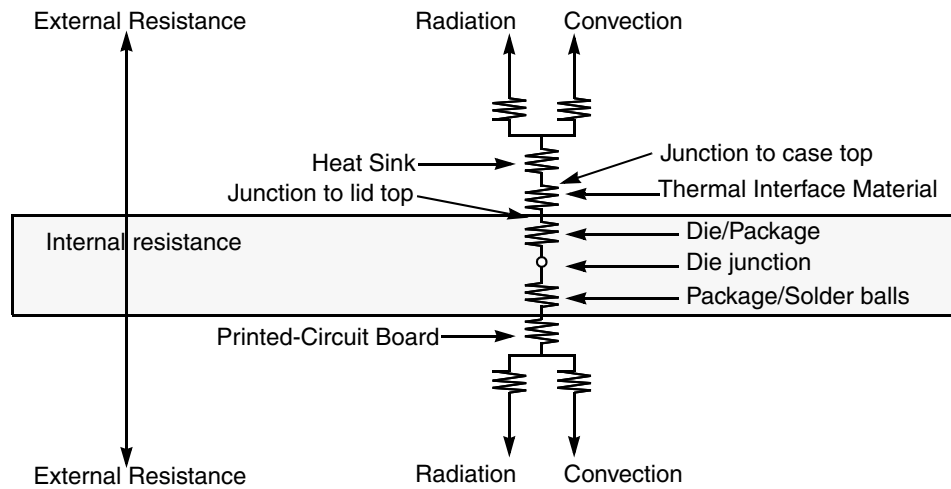 External Resistance
Radiation
Convection
Heat Sink
Junction to case top
Junction to lid top
Thermal Interface Material
Internal resistance
Die/Package
Die junction
Package/Solder balls
Printed-Circuit Board
External Resistance
Radiation
Convection